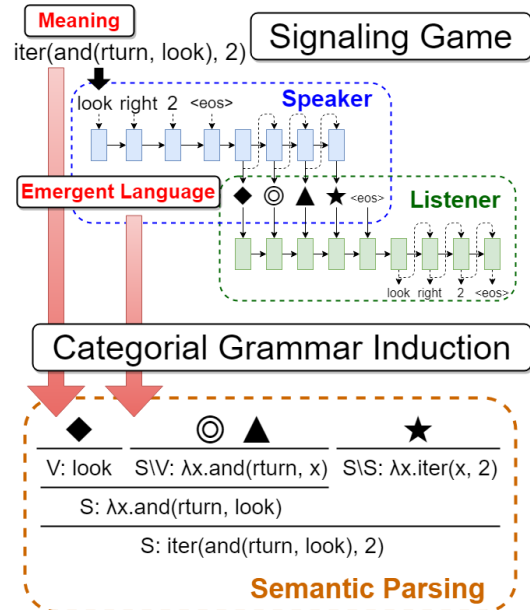 Meaning
iter(and(rturn, look), 2)
Signaling Game
look right 2 <eos>
Speaker
Emergent Language
<eos>
Listener
look right 2 <eos>
Categorial Grammar Induction
V: look S\V: λx.and(rturn, x) S\S: λx.iter(x, 2)
S: λx.and(rturn, look)
S: iter(and(rturn, look), 2)
Semantic Parsing